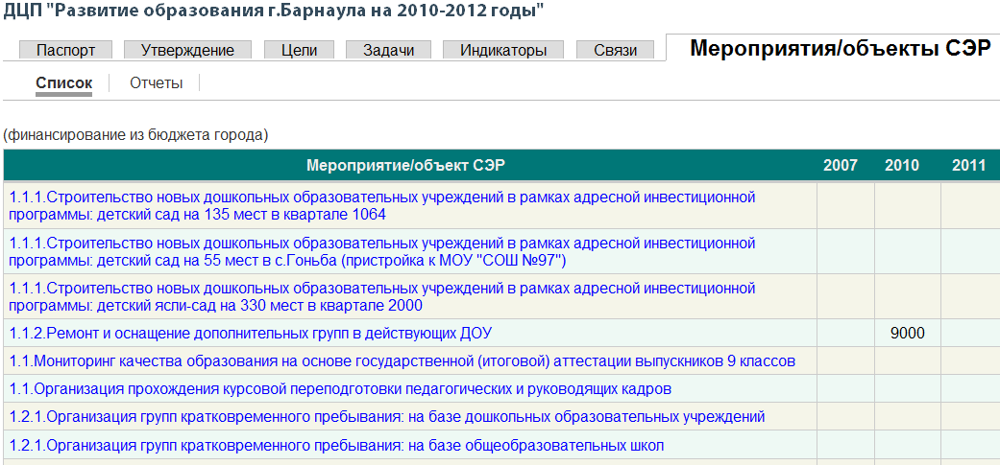 ДЦП "Развитие образования г.Барнаула на 2010-2012 годы"
Паспорт Утверждение Цели Задачи Индикаторы Связи Мероприятия/объекты СЭР
Список Отчеты
(финансирование из бюджета города)
Мероприятие/объект СЭР 2007 2010 2011
1.1.1.Строительство новых дошкольных образовательных учреждений в рамках адресной инвестиционной
программы: детский сад на 135 мест в квартале 1064
1.1.1.Строительство новых дошкольных образовательных учреждений в рамках адресной инвестиционной
программы: детский сад на 55 мест в с.Гоньба (пристройка к МОУ "СОШ №97")
1.1.1.Строительство новых дошкольных образовательных учреждений в рамках адресной инвестиционной
программы: детский ясли-сад на 330 мест в квартале 2000
1.1.2.Ремонт и оснащение дополнительных групп в действующих ДОУ 9000
1.1.Мониторинг качества образования на основе государственной (итоговой) аттестации выпускников 9 классов
1.1.Организация прохождения курсовой переподготовки педагогических и руководящих кадров
1.2.1.Организация групп кратковременного пребывания: на базе дошкольных образовательных учреждений
1.2.1.Организация групп кратковременного пребывания: на базе общеобразовательных школ